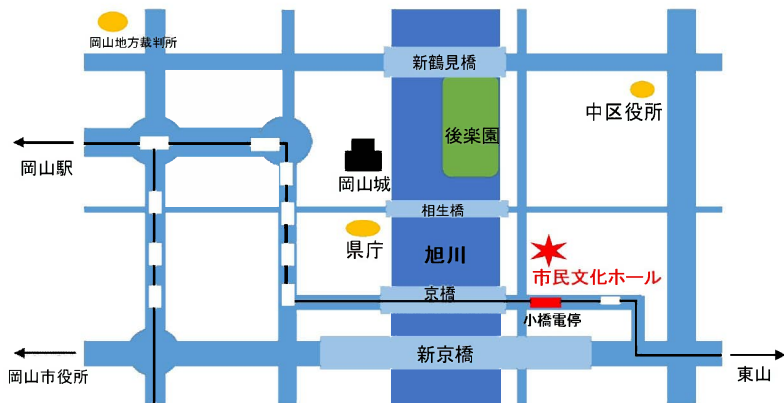 岡山地方裁判所
新鶴見橋
中区役所
後楽園
岡山駅
岡山城
相生橋
県庁
旭川
市民文化ホール
京橋
小橋電停
新京橋
岡山市役所
東山